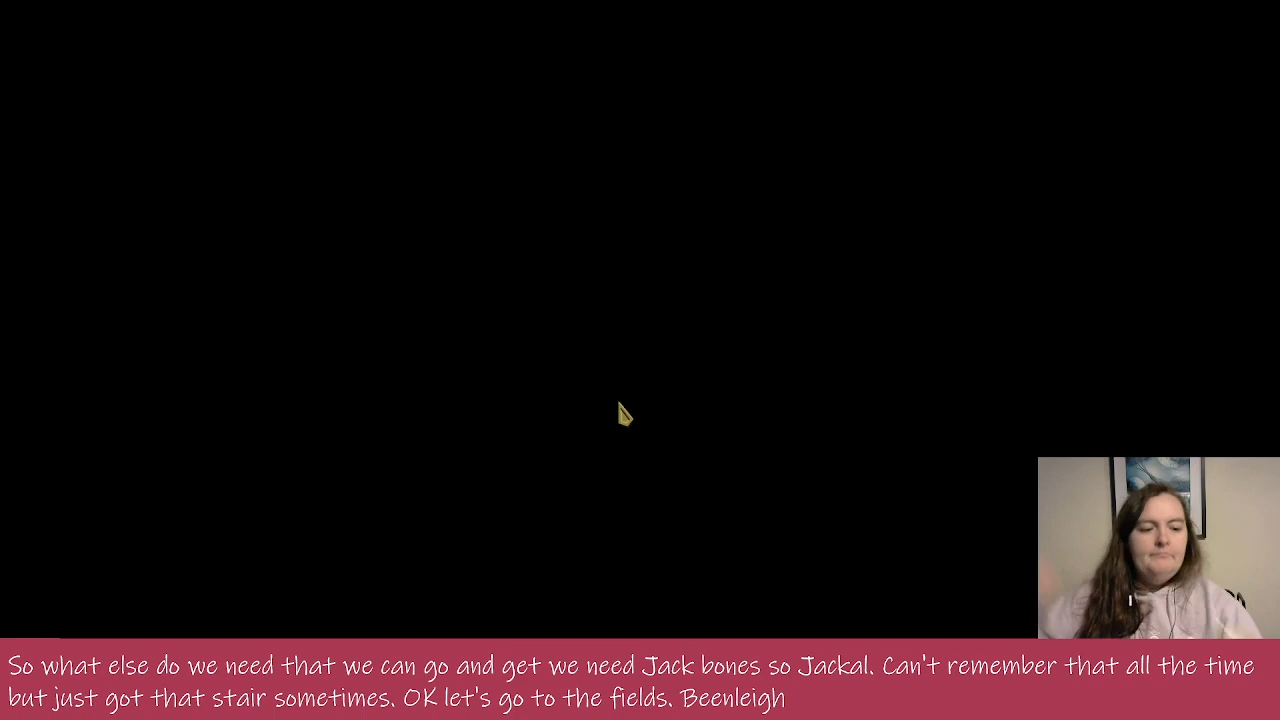 So what else do we need that we can go and get we need Jack bones so Jackal. Can't remember that all the time
but just got that stair sometimes. OK let's go to the fields. Beenleigh